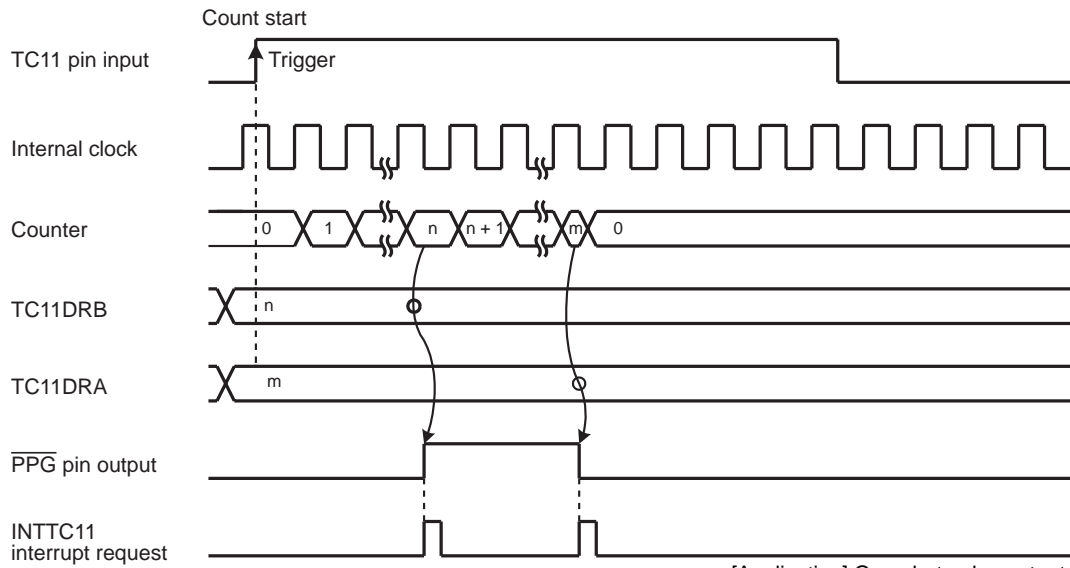 Count start
TC11 pin input
Trigger
Internal clock
Counter
0 1 n n + 1 m 0
TC11DRB
n
TC11DRA
m
PPG pin output
INTTC11
interrupt request